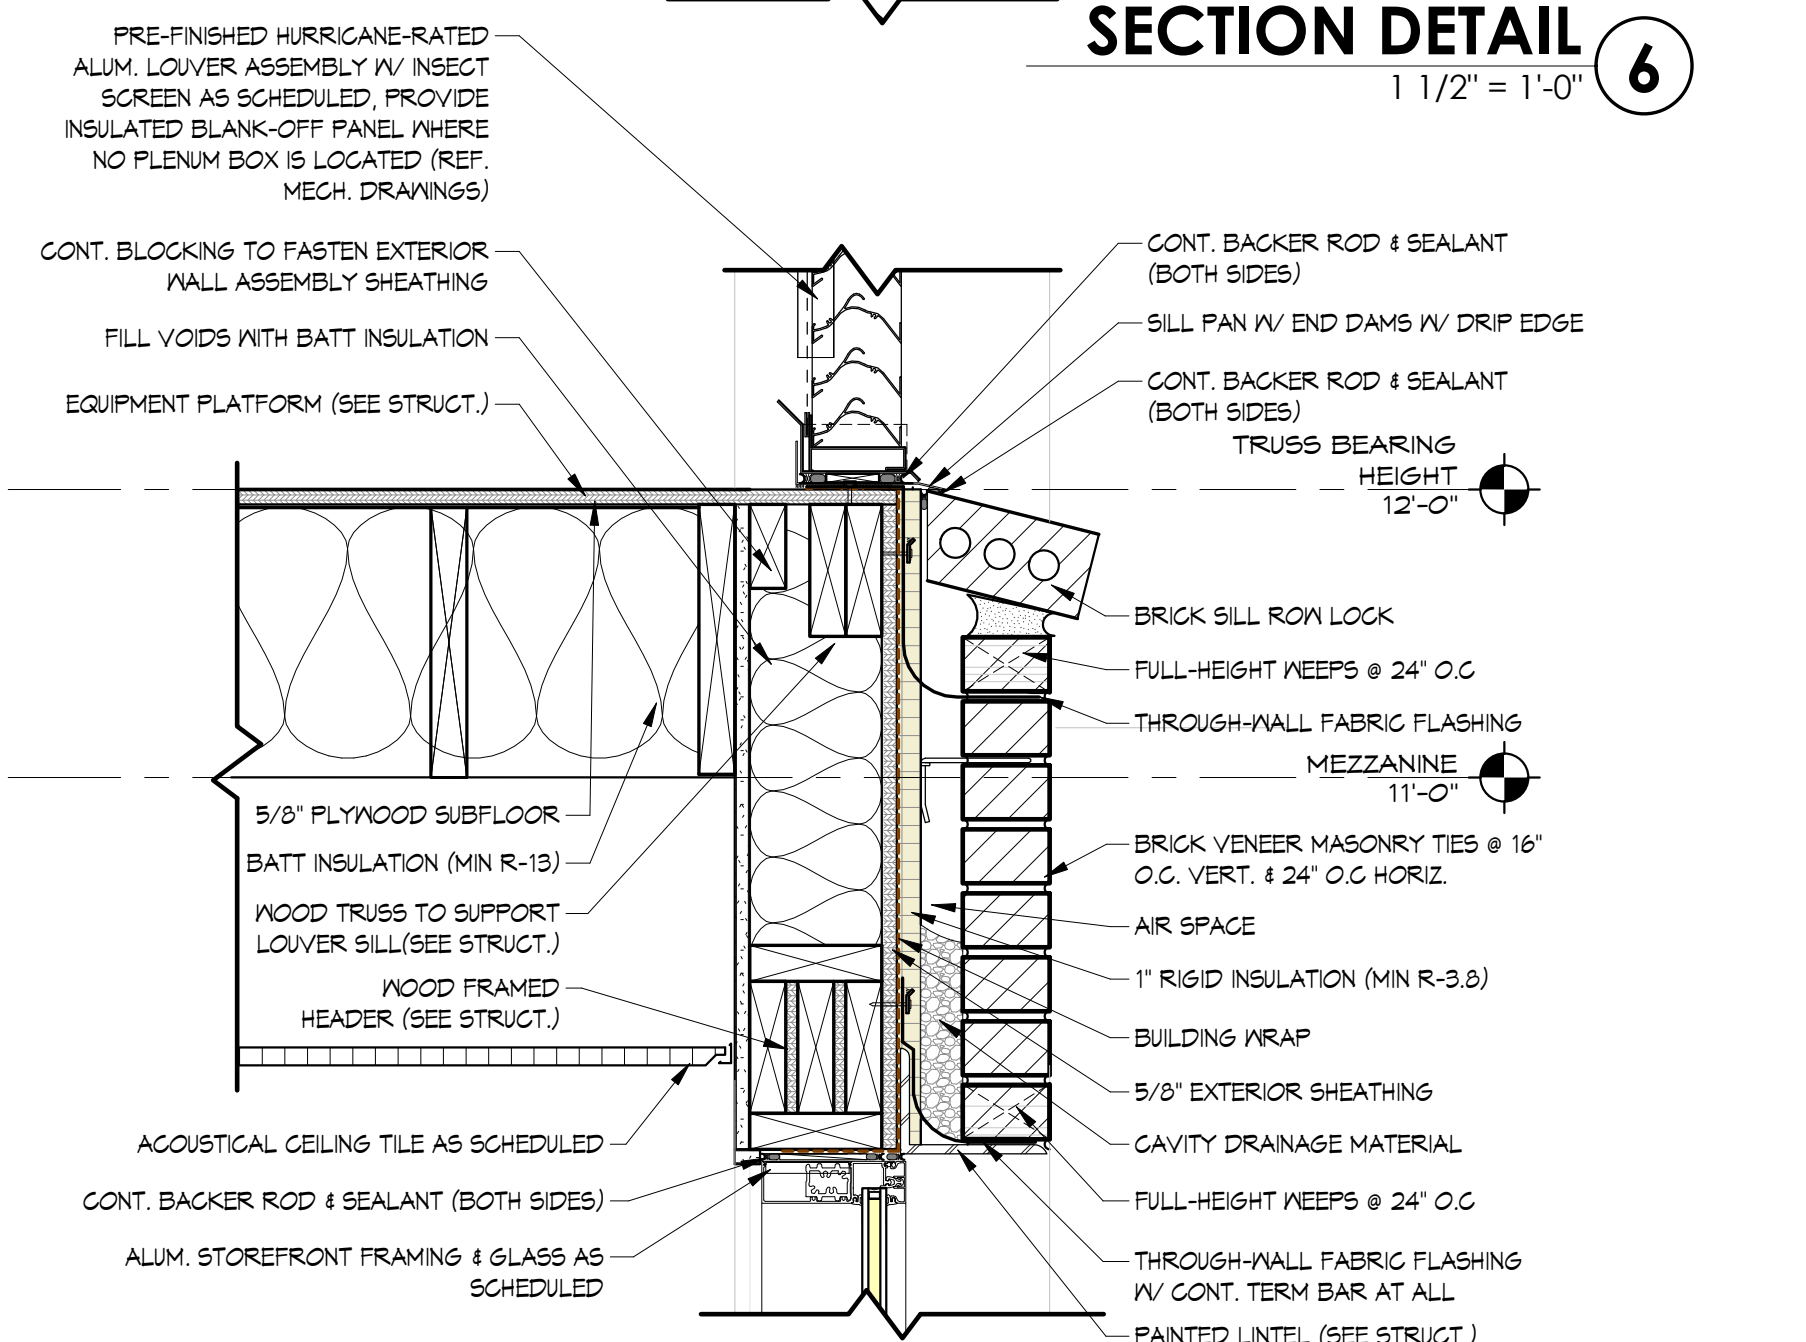 SECTION DETAIL
6
1 1/2" = 1'-0"
PRE-FINISHED HURRICANE-RATED
ALUM. LOUVER ASSEMBLY W/ INSECT
SCREEN AS SCHEDULED, PROVIDE
INSULATED BLANK-OFF PANEL WHERE
NO PLENUM BOX IS LOCATED (REF.
MECH. DRAWINGS)
CONT. BLOCKING TO FASTEN EXTERIOR
WALL ASSEMBLY SHEATHING
FILL VOIDS WITH BATT INSULATION
EQUIPMENT PLATFORM (SEE STRUCT.)
5/8" PLYWOOD SUBFLOOR
BATT INSULATION (MIN R-13)
WOOD TRUSS TO SUPPORT
LOUVER SILL(SEE STRUCT.)
WOOD FRAMED
HEADER (SEE STRUCT.)
ACOUSTICAL CEILING TILE AS SCHEDULED
CONT. BACKER ROD & SEALANT (BOTH SIDES)
ALUM. STOREFRONT FRAMING & GLASS AS
SCHEDULED
CONT. BACKER ROD & SEALANT
(BOTH SIDES)
SILL PAN W/ END DAMS W/ DRIP EDGE
CONT. BACKER ROD & SEALANT
(BOTH SIDES)
TRUSS BEARING
HEIGHT
12'-0"
BRICK SILL ROW LOCK
FULL-HEIGHT WEEPS @ 24" O.C
THROUGH-WALL FABRIC FLASHING
MEZZANINE
11'-0"
BRICK VENEER MASONRY TIES @ 16"
O.C. VERT. & 24" O.C HORIZ.
AIR SPACE
1" RIGID INSULATION (MIN R-3.8)
BUILDING WRAP
5/8" EXTERIOR SHEATHING
CAVITY DRAINAGE MATERIAL
FULL-HEIGHT WEEPS @ 24" O.C
THROUGH-WALL FABRIC FLASHING
W/ CONT. TERM BAR AT ALL
PAINTED LINTEL (SEE STRUCT.)